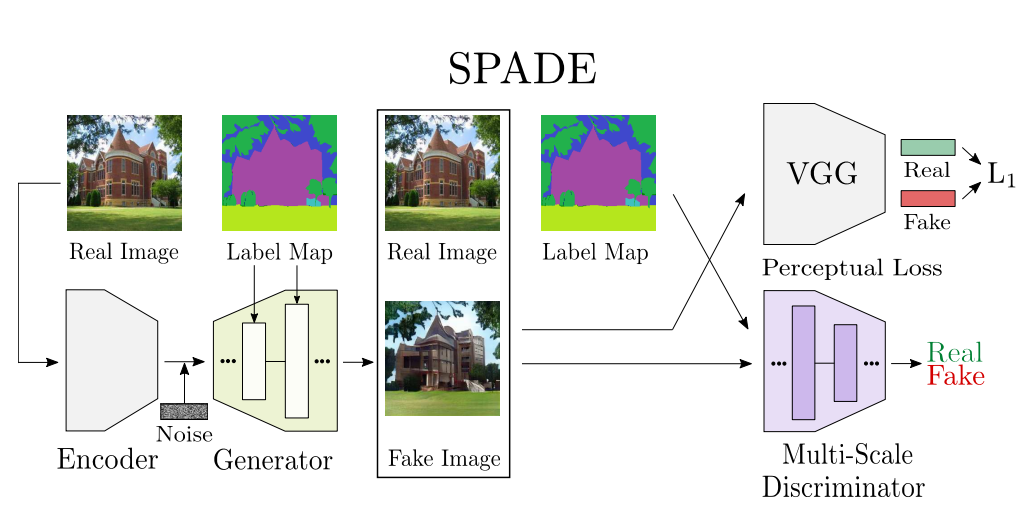 SPADE
Real Image
Label Map
Real Image
Label Map
VGG
Real
Fake
L1
Perceptual Loss
Noise
Encoder
Generator
Fake Image
Real
Fake
Multi-Scale
Discriminator